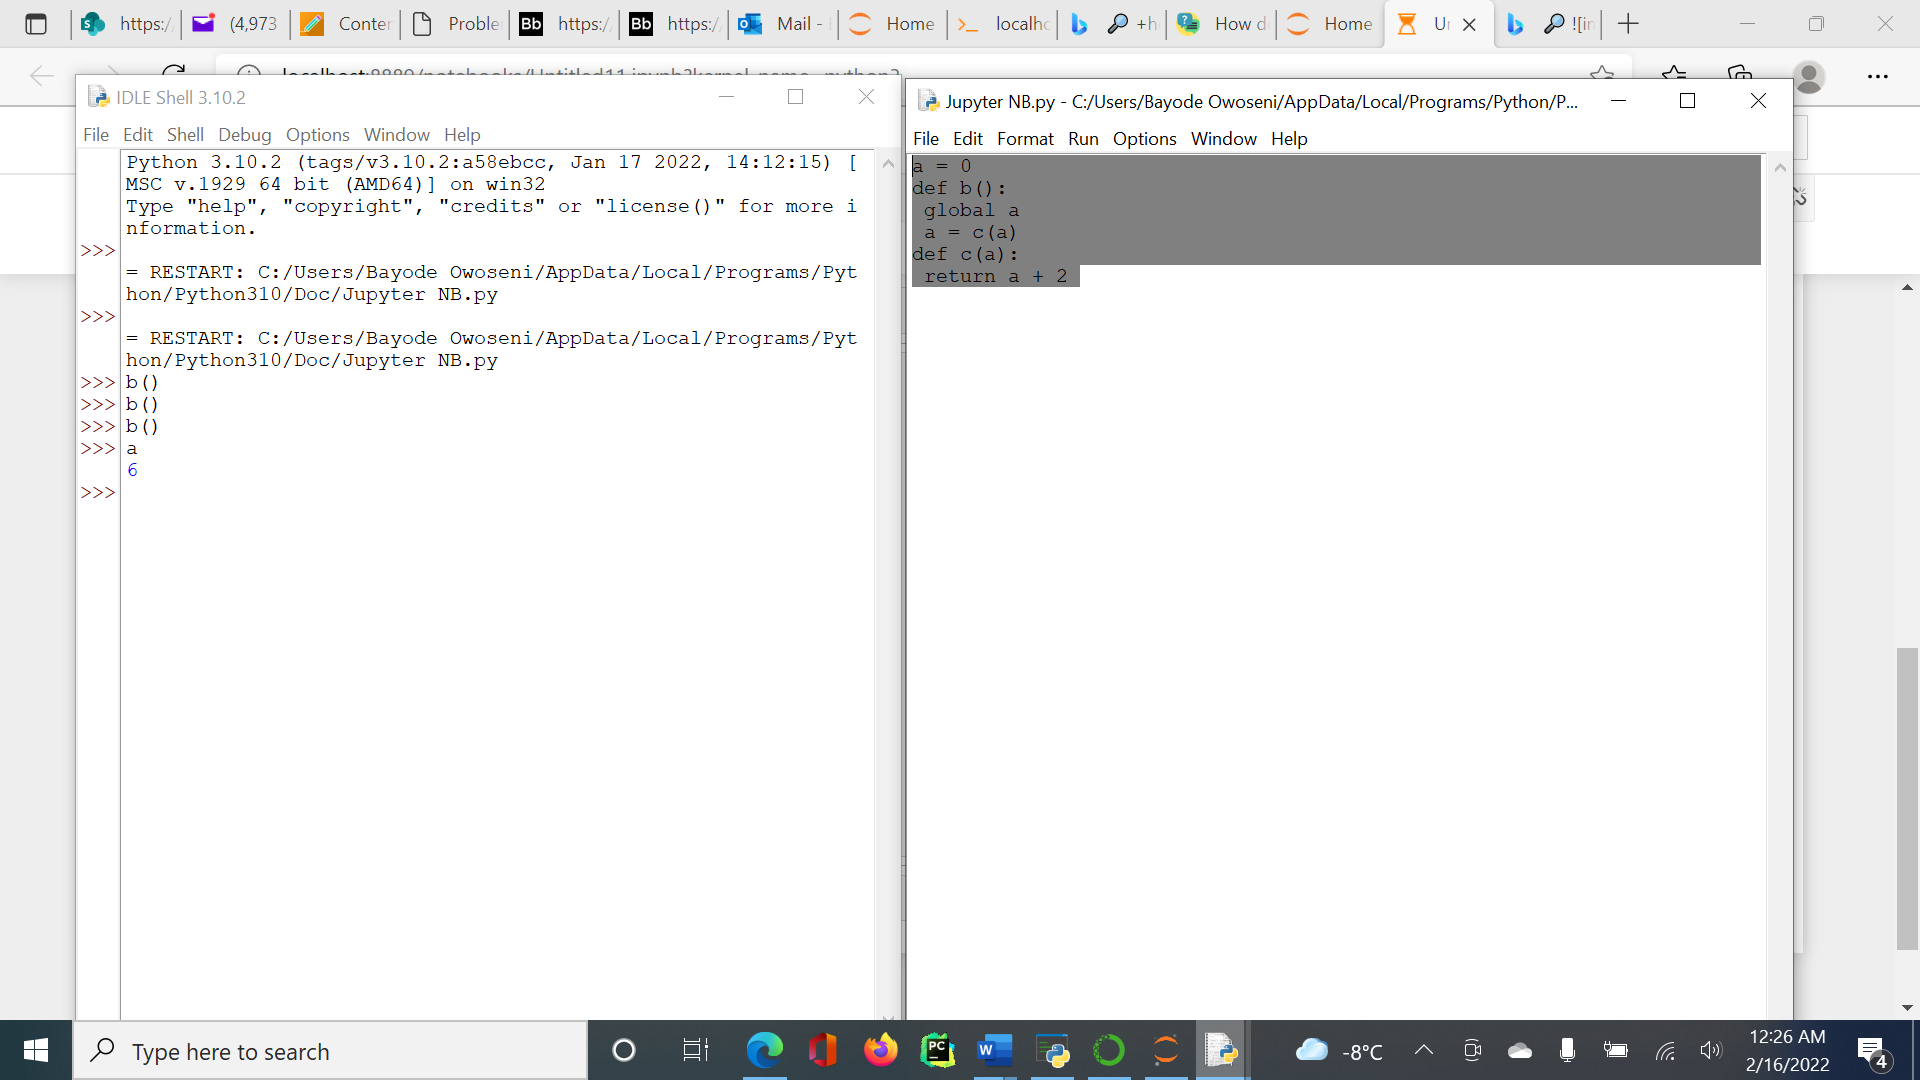 https:/
(4,973
Conter
Proble
Bb
https:/
Bb
https:/
Mail -
Home
localhc
+h
How d
Home
![in
IDLE Shell 3.10.2
File Edit Shell Debug Options Window Help
Python 3.10.2 (tags/v3.10.2:a58ebcc, Jan 17 2022, 14:12:15) [
MSC v.1929 64 bit (AMD64)] on win32
Type "help", "copyright", "credits" or "license()" for more i
nformation.
>>>
= RESTART: C:/Users/Bayode Owoseni/AppData/Local/Programs/Pyt
hon/Python310/Doc/Jupyter NB.py
>>>
= RESTART: C:/Users/Bayode Owoseni/AppData/Local/Programs/Pyt
hon/Python310/Doc/Jupyter NB.py
>>> b()
>>> b()
>>> b()
>>> a
6
>>>
Jupyter NB.py - C:/Users/Bayode Owoseni/AppData/Local/Programs/Python/P...
File Edit Format Run Options Window Help
a = 0
def b():
 global a
 a = c(a)
def c(a):
 return a + 2
Type here to search
-8°C
12:26 AM
2/16/2022
4